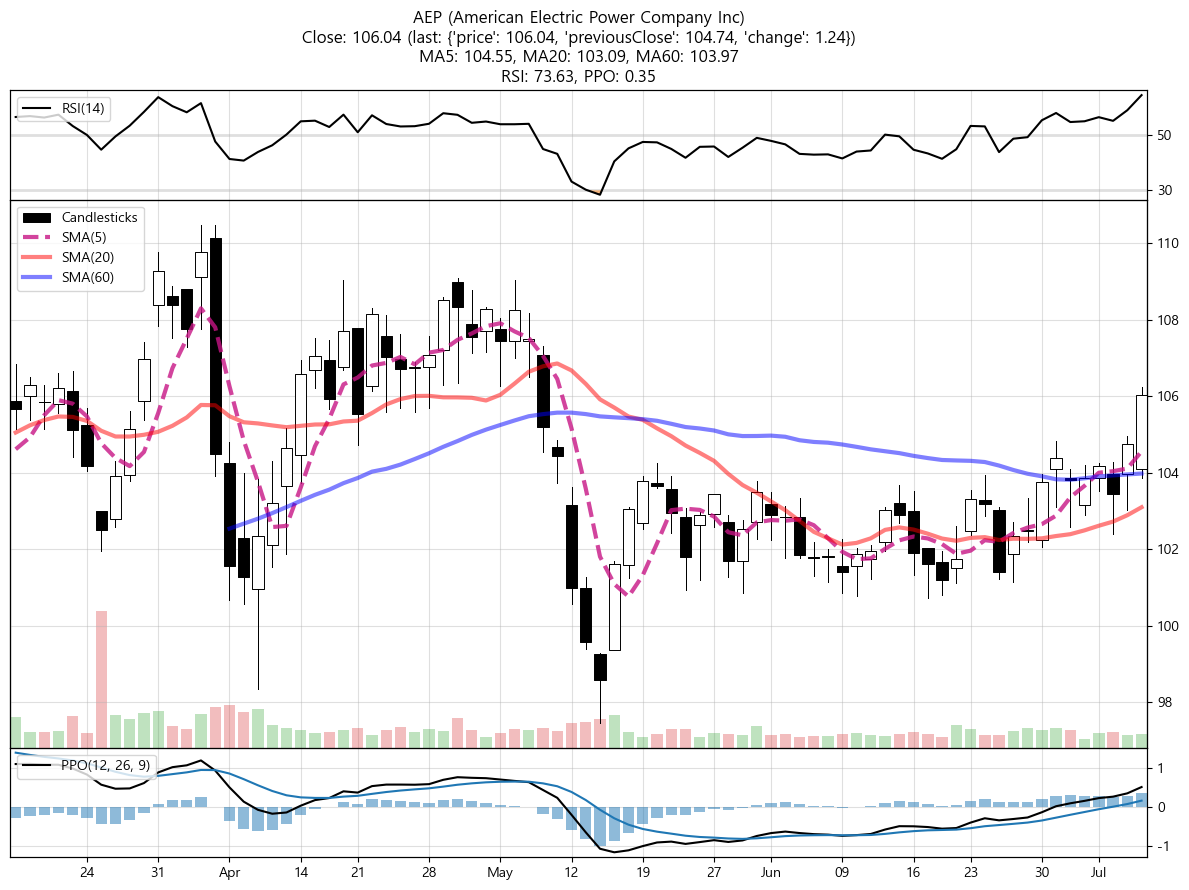 AEP (American Electric Power Company Inc)
Close: 106.04 (last: {'price': 106.04, 'previousClose': 104.74, 'change': 1.24})
MA5: 104.55, MA20: 103.09, MA60: 103.97
RSI: 73.63, PPO: 0.35
RSI(14)
50
30
Candlesticks
SMA(5)
SMA(20)
SMA(60)
110
108
106
104
102
100
98
PPO(12, 26, 9)
1
0
-1
24 31 Apr 14 21 28 May 12 19 27 Jun 09 16 23 30 Jul